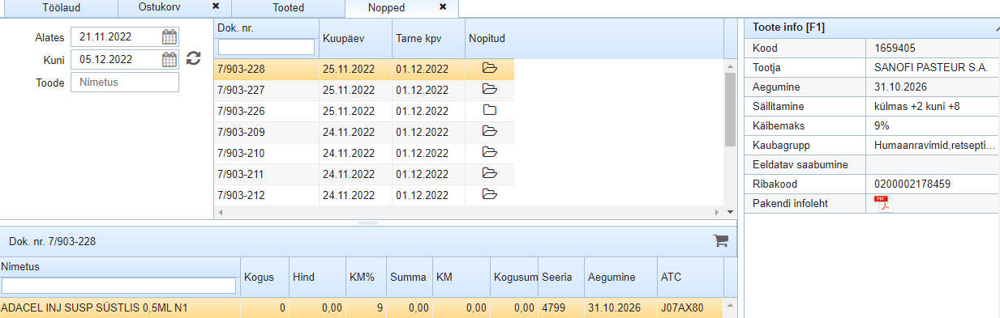 Töölaud Ostukorv Tooted Nopped
Alates 21.11.2022
Kuni 05.12.2022
Toode Nimetus
Dok. nr. Kuupäev Tarne kpv Nopitud
7/903-228 25.11.2022 01.12.2022
7/903-227 25.11.2022 01.12.2022
7/903-226 25.11.2022 01.12.2022
7/903-209 24.11.2022 01.12.2022
7/903-210 24.11.2022 01.12.2022
7/903-211 24.11.2022 01.12.2022
7/903-212 24.11.2022 01.12.2022
Toote info [F1]
Kood 1659405
Tootja SANOFI PASTEUR S.A.
Aegumine 31.10.2026
Säilitamine külmas +2 kuni +8
Käibemaks 9%
Kaubagrupp Humaanravimid,retsepti...
Eeldatav saabumine
Ribakood 0200002178459
Pakendi infoleht PDF
Dok. nr. 7/903-228
Nimetus Kogus Hind KM% Summa KM Kogusum Seeria Aegumine ATC
ADACEL INJ SUSP SÜSTLIS 0,5ML N1 0 0,00 9 0,00 0,00 0,00 4799 31.10.2026 J07AX80